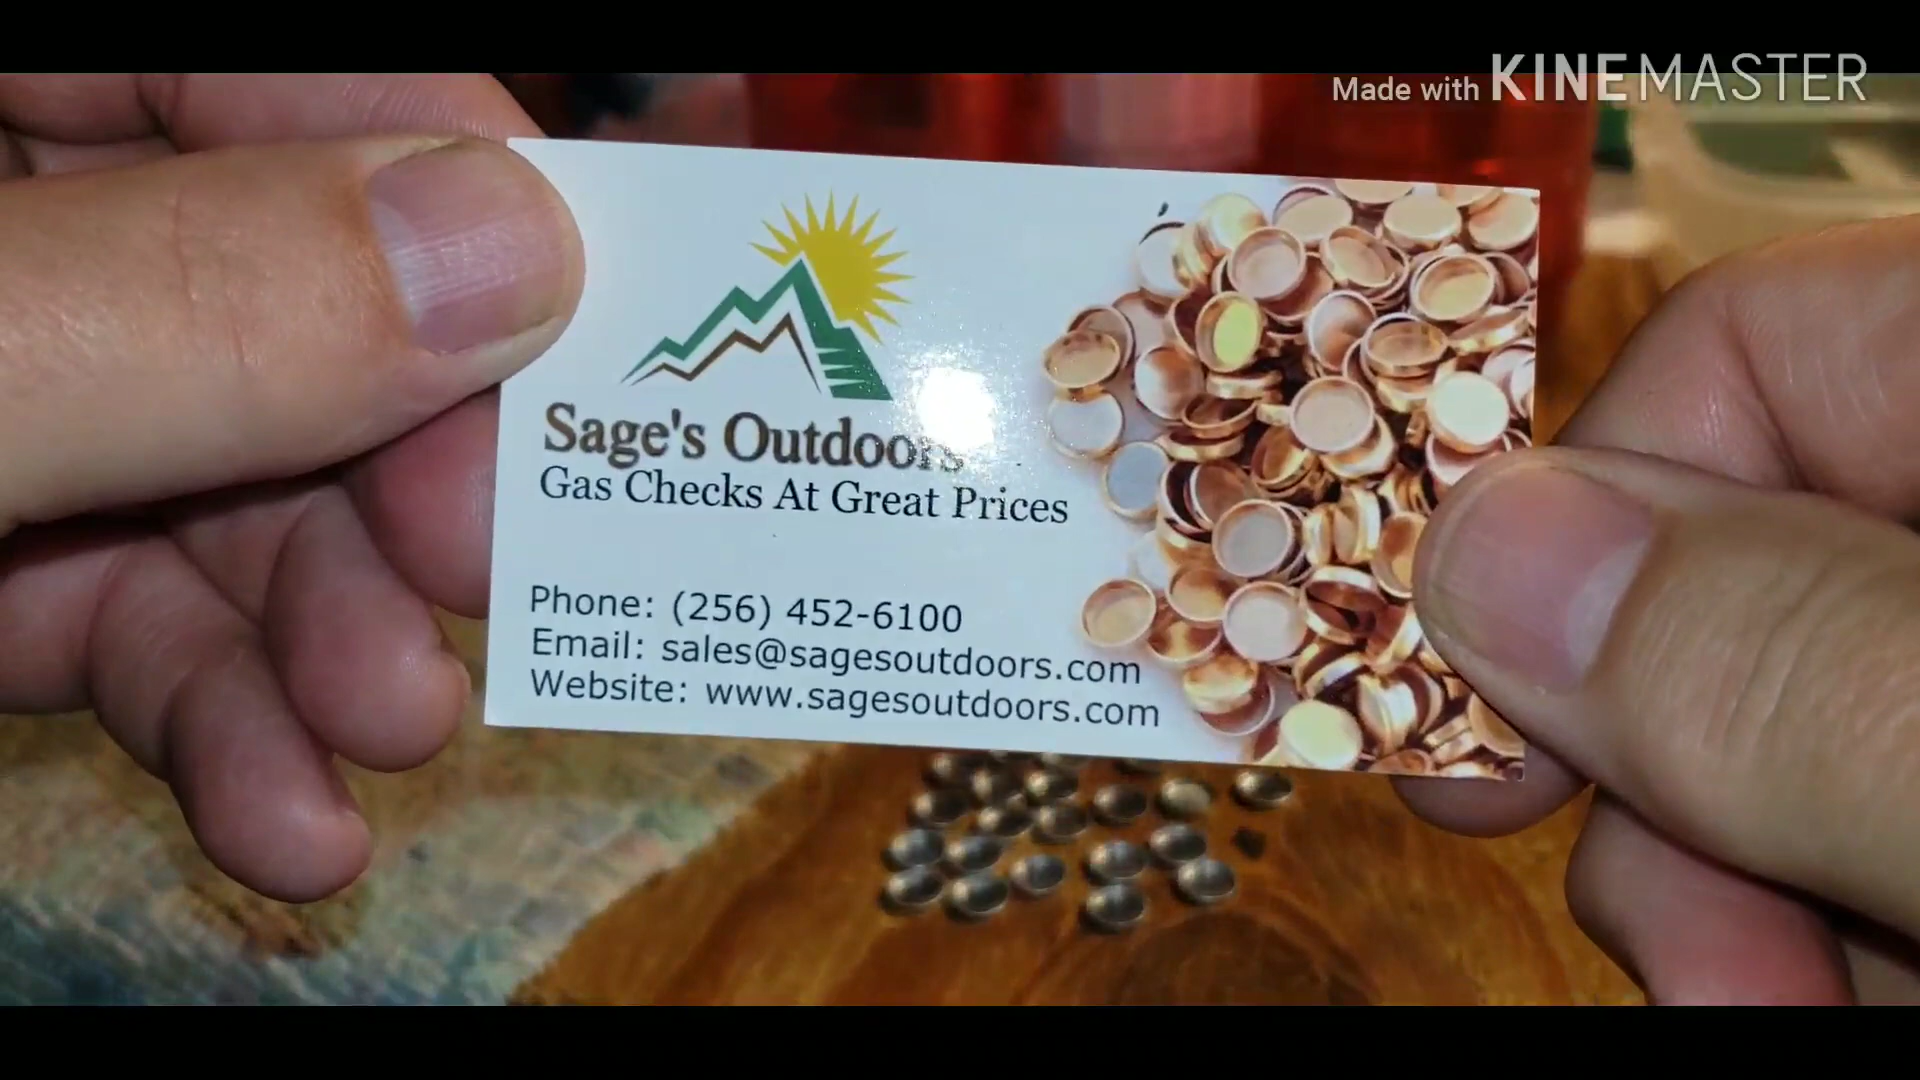 Made with KINEMASTER
Sage's Outdoors
Gas Checks At Great Prices
Phone: (256) 452-6100
Email: sales@sagesoutdoors.com
Website: www.sagesoutdoors.com